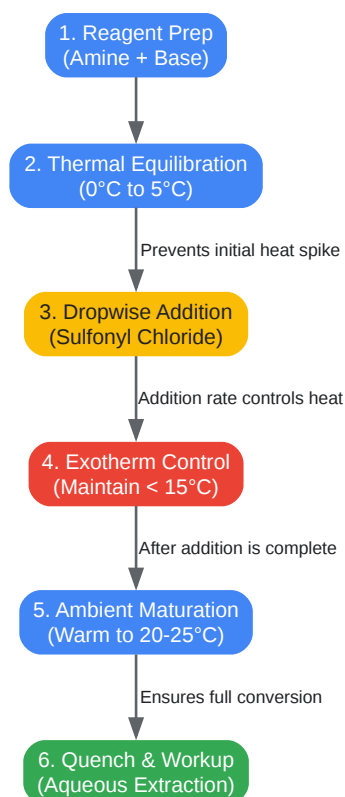 1. Reagent Prep
(Amine + Base)
2. Thermal Equilibration
(0°C to 5°C)
Prevents initial heat spike
3. Dropwise Addition
(Sulfonyl Chloride)
Addition rate controls heat
4. Exotherm Control
(Maintain < 15°C)
After addition is complete
5. Ambient Maturation
(Warm to 20-25°C)
Ensures full conversion
6. Quench & Workup
(Aqueous Extraction)